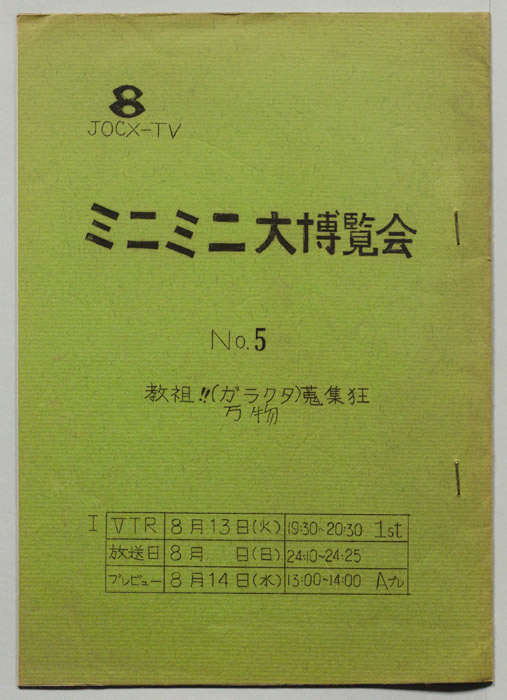 8
JOCX-TV
ミニミニ大博覧会
No.5
教祖!!(ガラクタ)蒐集狂
万物
I VTR 8月13日(火) 19:30~20:30 1st
放送日 8月 日(日) 24:10~24:25
プレビュー 8月14日(水) 13:00~14:00 Aプレ